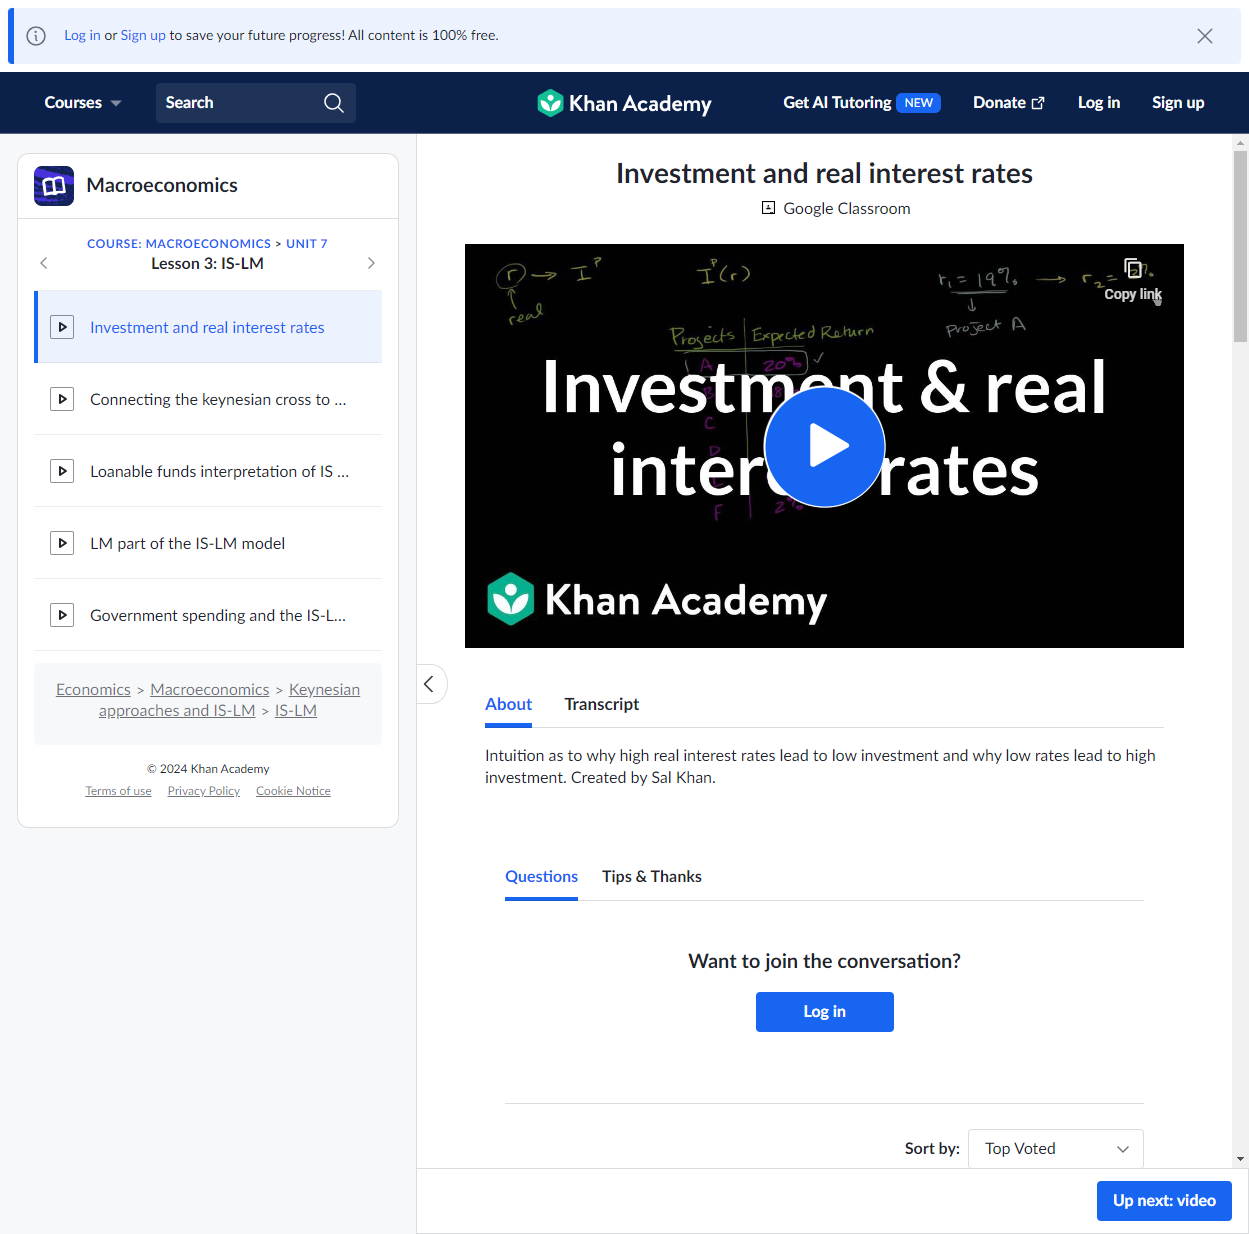 Log in or Sign up to save your future progress! All content is 100% free.
Courses
Search
Khan Academy
Get AI Tutoring NEW
Donate
Log in
Sign up
Macroeconomics
COURSE: MACROECONOMICS > UNIT 7
Lesson 3: IS-LM
Investment and real interest rates
Connecting the keynesian cross to ...
Loanable funds interpretation of IS ...
LM part of the IS-LM model
Government spending and the IS-L...
Economics > Macroeconomics > Keynesian
approaches and IS-LM > IS-LM
© 2024 Khan Academy
Terms of use Privacy Policy Cookie Notice
Investment and real interest rates
Google Classroom
r → I^P I^P(r) r₁ = 19% → r₂ =
Copy link
real
Project A
Projects Expected Return
A 20% ✓
Investment & real
C
interest rates
F 2%
Khan Academy
About Transcript
Intuition as to why high real interest rates lead to low investment and why low rates lead to high
investment. Created by Sal Khan.
Questions Tips & Thanks
Want to join the conversation?
Log in
Sort by: Top Voted
Up next: video